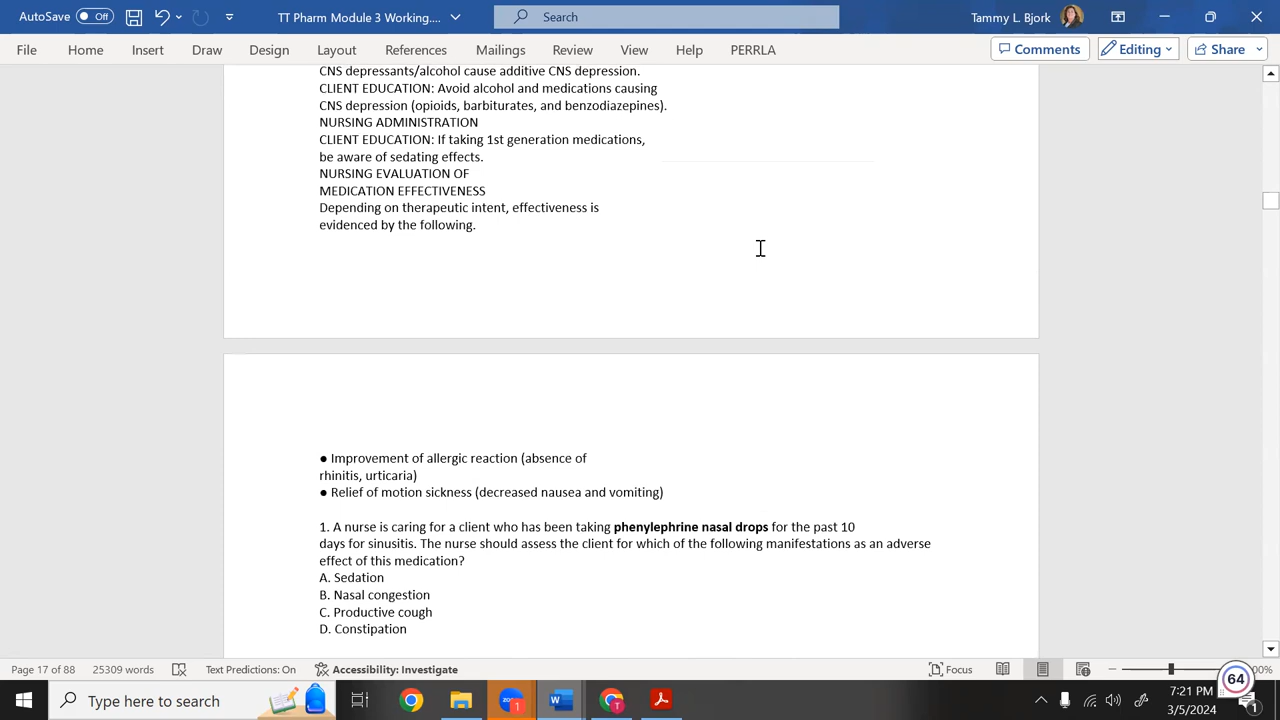 AutoSave Off TT Pharm Module 3 Working.... Search Tammy L. Bjork
File Home Insert Draw Design Layout References Mailings Review View Help PERRLA Comments Editing Share
CNS depressants/alcohol cause additive CNS depression.
CLIENT EDUCATION: Avoid alcohol and medications causing
CNS depression (opioids, barbiturates, and benzodiazepines).
NURSING ADMINISTRATION
CLIENT EDUCATION: If taking 1st generation medications,
be aware of sedating effects.
NURSING EVALUATION OF
MEDICATION EFFECTIVENESS
Depending on therapeutic intent, effectiveness is
evidenced by the following.
● Improvement of allergic reaction (absence of
rhinitis, urticaria)
● Relief of motion sickness (decreased nausea and vomiting)
1. A nurse is caring for a client who has been taking phenylephrine nasal drops for the past 10
days for sinusitis. The nurse should assess the client for which of the following manifestations as an adverse
effect of this medication?
A. Sedation
B. Nasal congestion
C. Productive cough
D. Constipation
Page 17 of 88 25309 words Text Predictions: On Accessibility: Investigate Focus
64
Type here to search
7:21 PM
3/5/2024